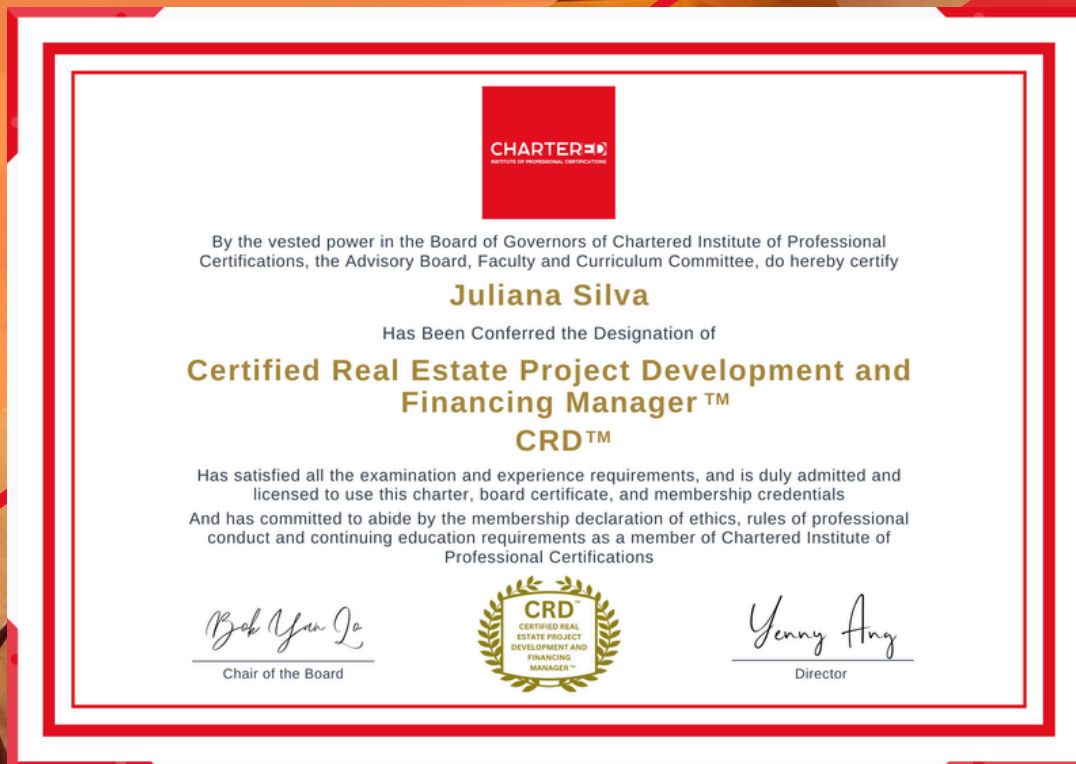 CHARTERED
INSTITUTE OF PROFESSIONAL CERTIFICATIONS
By the vested power in the Board of Governors of Chartered Institute of Professional
Certifications, the Advisory Board, Faculty and Curriculum Committee, do hereby certify
Juliana Silva
Has Been Conferred the Designation of
Certified Real Estate Project Development and
Financing Manager™
CRD™
Has satisfied all the examination and experience requirements, and is duly admitted and
licensed to use this charter, board certificate, and membership credentials
And has committed to abide by the membership declaration of ethics, rules of professional
conduct and continuing education requirements as a member of Chartered Institute of
Professional Certifications
Bok Yan Lo
Chair of the Board
CRD™
CERTIFIED REAL
ESTATE PROJECT
DEVELOPMENT AND
FINANCING
MANAGER™
Yenny Ang
Director